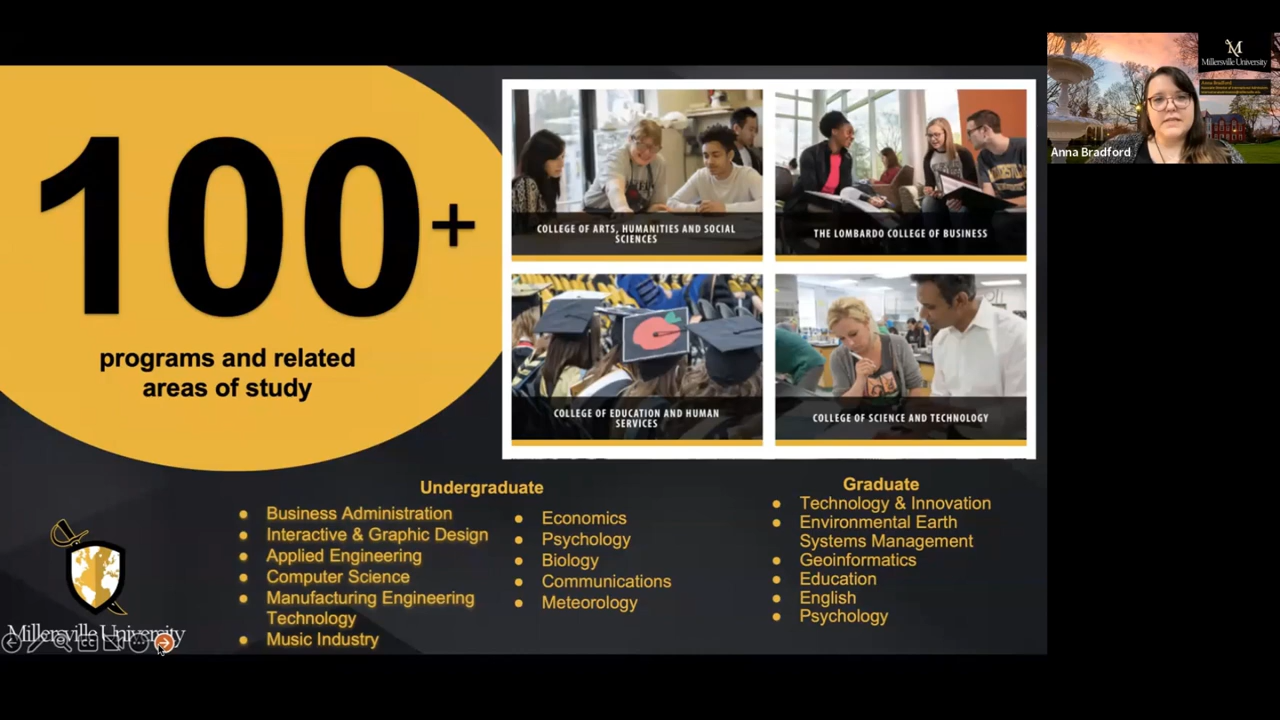 100+
programs and related
areas of study
COLLEGE OF ARTS, HUMANITIES AND SOCIAL
SCIENCES
THE LOMBARDO COLLEGE OF BUSINESS
COLLEGE OF EDUCATION AND HUMAN
SERVICES
COLLEGE OF SCIENCE AND TECHNOLOGY
Undergraduate
Business Administration
Interactive & Graphic Design
Applied Engineering
Computer Science
Manufacturing Engineering
Technology
Music Industry
Economics
Psychology
Biology
Communications
Meteorology
Graduate
Technology & Innovation
Environmental Earth
Systems Management
Geoinformatics
Education
English
Psychology
Millersville University
M
Millersville University
Anna Bradford